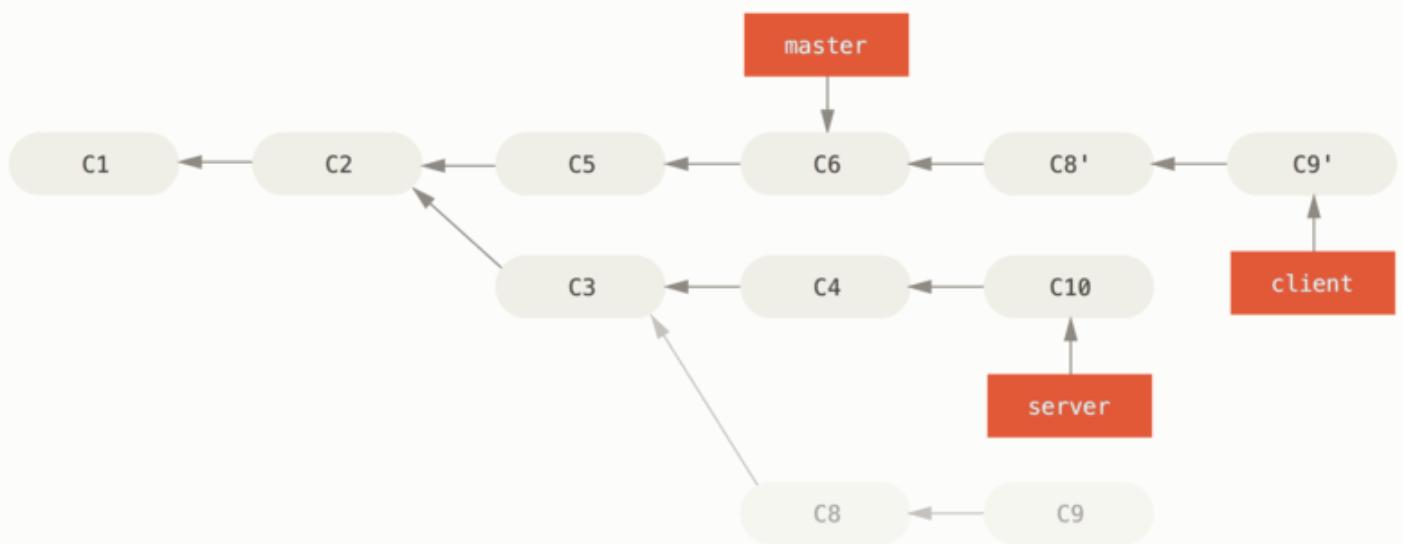 master
C1 C2 C5 C6 C8' C9'
C3 C4 C10 client
server
C8 C9